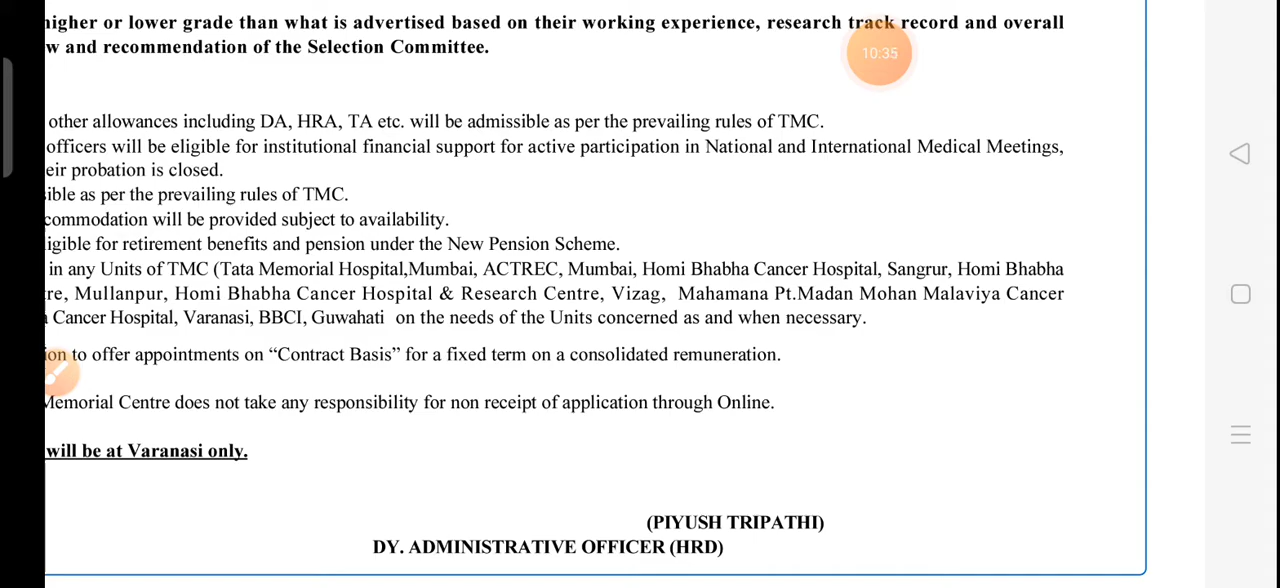 higher or lower grade than what is advertised based on their working experience, research track record and overall
w and recommendation of the Selection Committee.
10:35
other allowances including DA, HRA, TA etc. will be admissible as per the prevailing rules of TMC.
officers will be eligible for institutional financial support for active participation in National and International Medical Meetings,
eir probation is closed.
sible as per the prevailing rules of TMC.
commodation will be provided subject to availability.
igible for retirement benefits and pension under the New Pension Scheme.
in any Units of TMC (Tata Memorial Hospital,Mumbai, ACTREC, Mumbai, Homi Bhabha Cancer Hospital, Sangrur, Homi Bhabha
re, Mullanpur, Homi Bhabha Cancer Hospital & Research Centre, Vizag, Mahamana Pt.Madan Mohan Malaviya Cancer
Cancer Hospital, Varanasi, BBCI, Guwahati on the needs of the Units concerned as and when necessary.
ion to offer appointments on “Contract Basis” for a fixed term on a consolidated remuneration.
Memorial Centre does not take any responsibility for non receipt of application through Online.
will be at Varanasi only.
(PIYUSH TRIPATHI)
DY. ADMINISTRATIVE OFFICER (HRD)